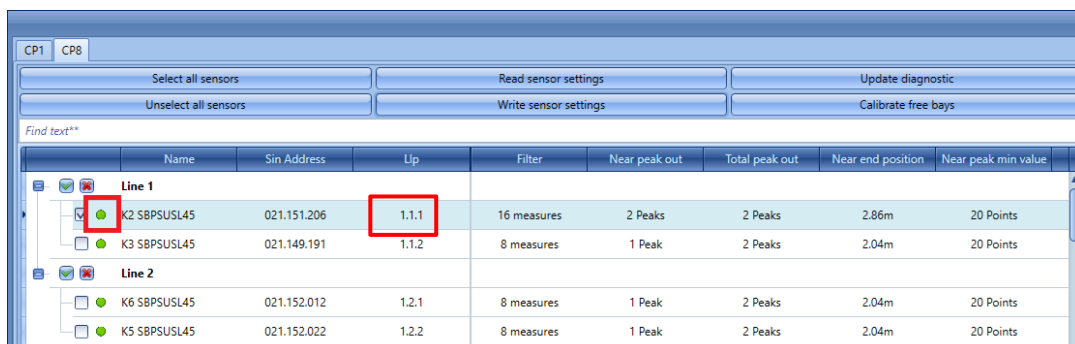 CP1 CP8
Select all sensors Read sensor settings Update diagnostic
Unselect all sensors Write sensor settings Calibrate free bays
Find text**
Name Sin Address Llp Filter Near peak out Total peak out Near end position Near peak min value
Line 1
K2 SBPSUSL45 021.151.206 1.1.1 16 measures 2 Peaks 2 Peaks 2.86m 20 Points
K3 SBPSUSL45 021.149.191 1.1.2 8 measures 1 Peak 2 Peaks 2.04m 20 Points
Line 2
K6 SBPSUSL45 021.152.012 1.2.1 8 measures 1 Peak 2 Peaks 2.04m 20 Points
K5 SBPSUSL45 021.152.022 1.2.2 8 measures 1 Peak 2 Peaks 2.04m 20 Points